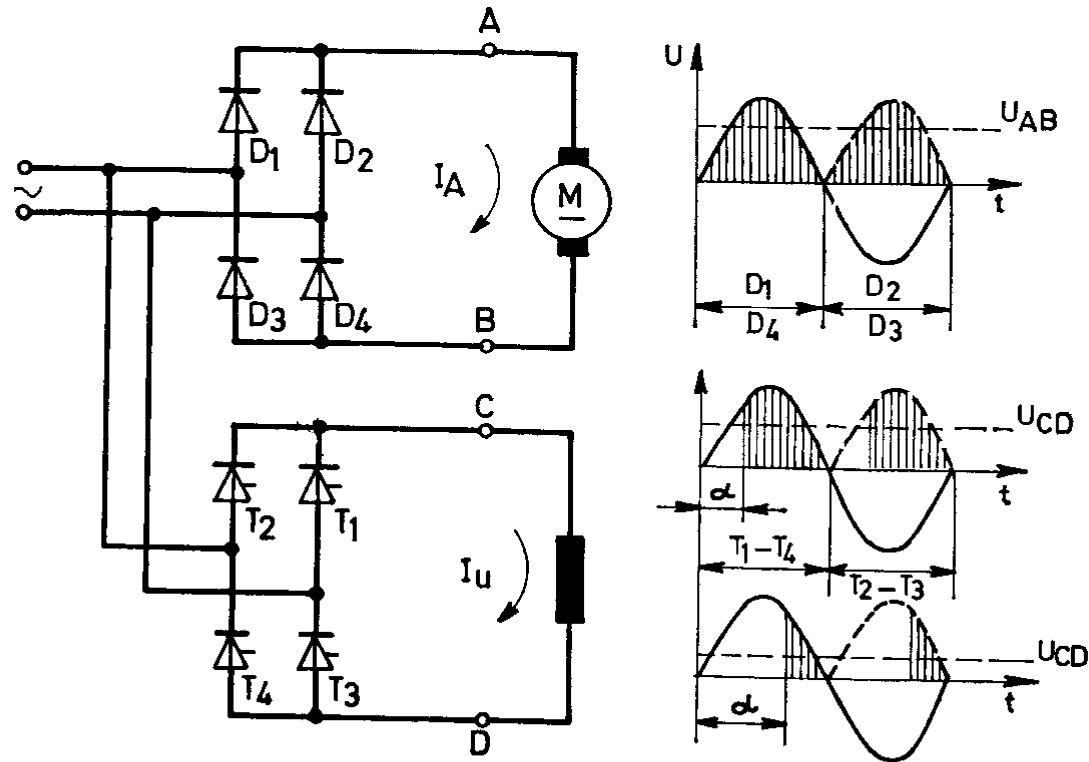 A
D1
D2
IA
M
~
D3
D4
B
U
UAB
t
D1
D2
D4
D3
C
T2
T1
Iu
T4
T3
D
UCD
t
α
T1-T4
T2-T3
UCD
t
α